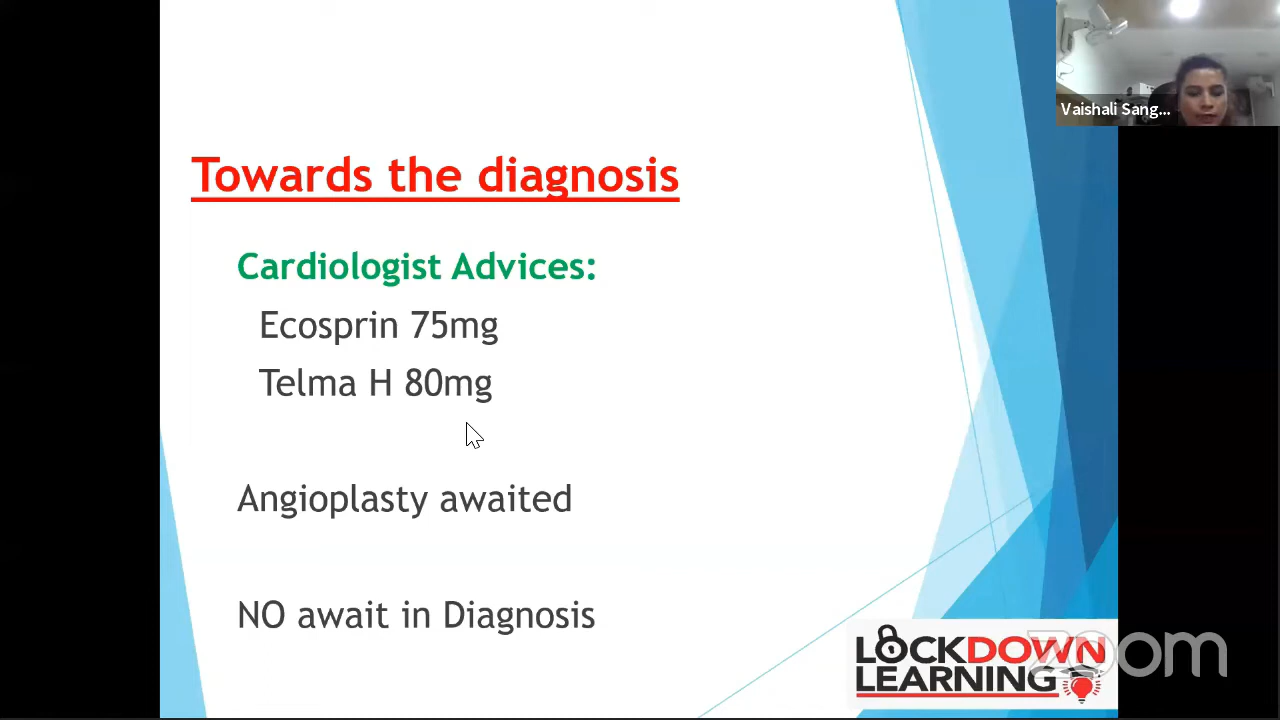 Vaishali Sang...
Towards the diagnosis
Cardiologist Advices:
Ecosprin 75mg
Telma H 80mg
Angioplasty awaited
NO await in Diagnosis
LOCKDOWN
LEARNING
zoom